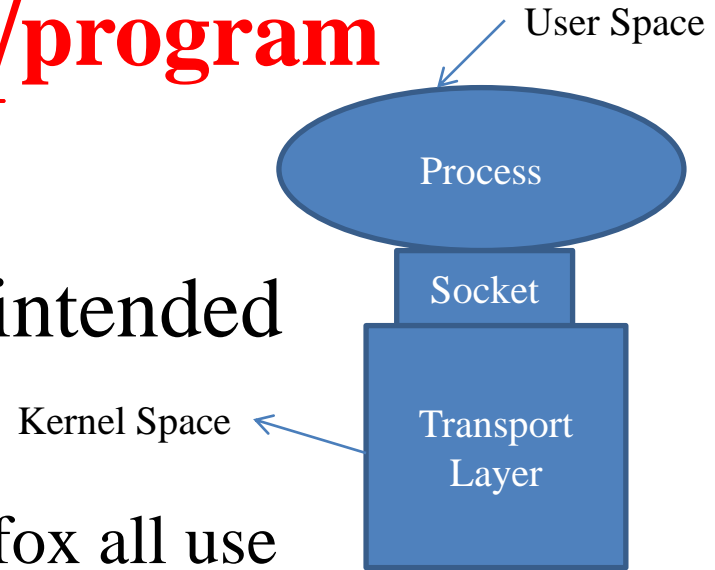 /program
User Space
Process
Socket
intended
Kernel Space
Transport
Layer
fox all use